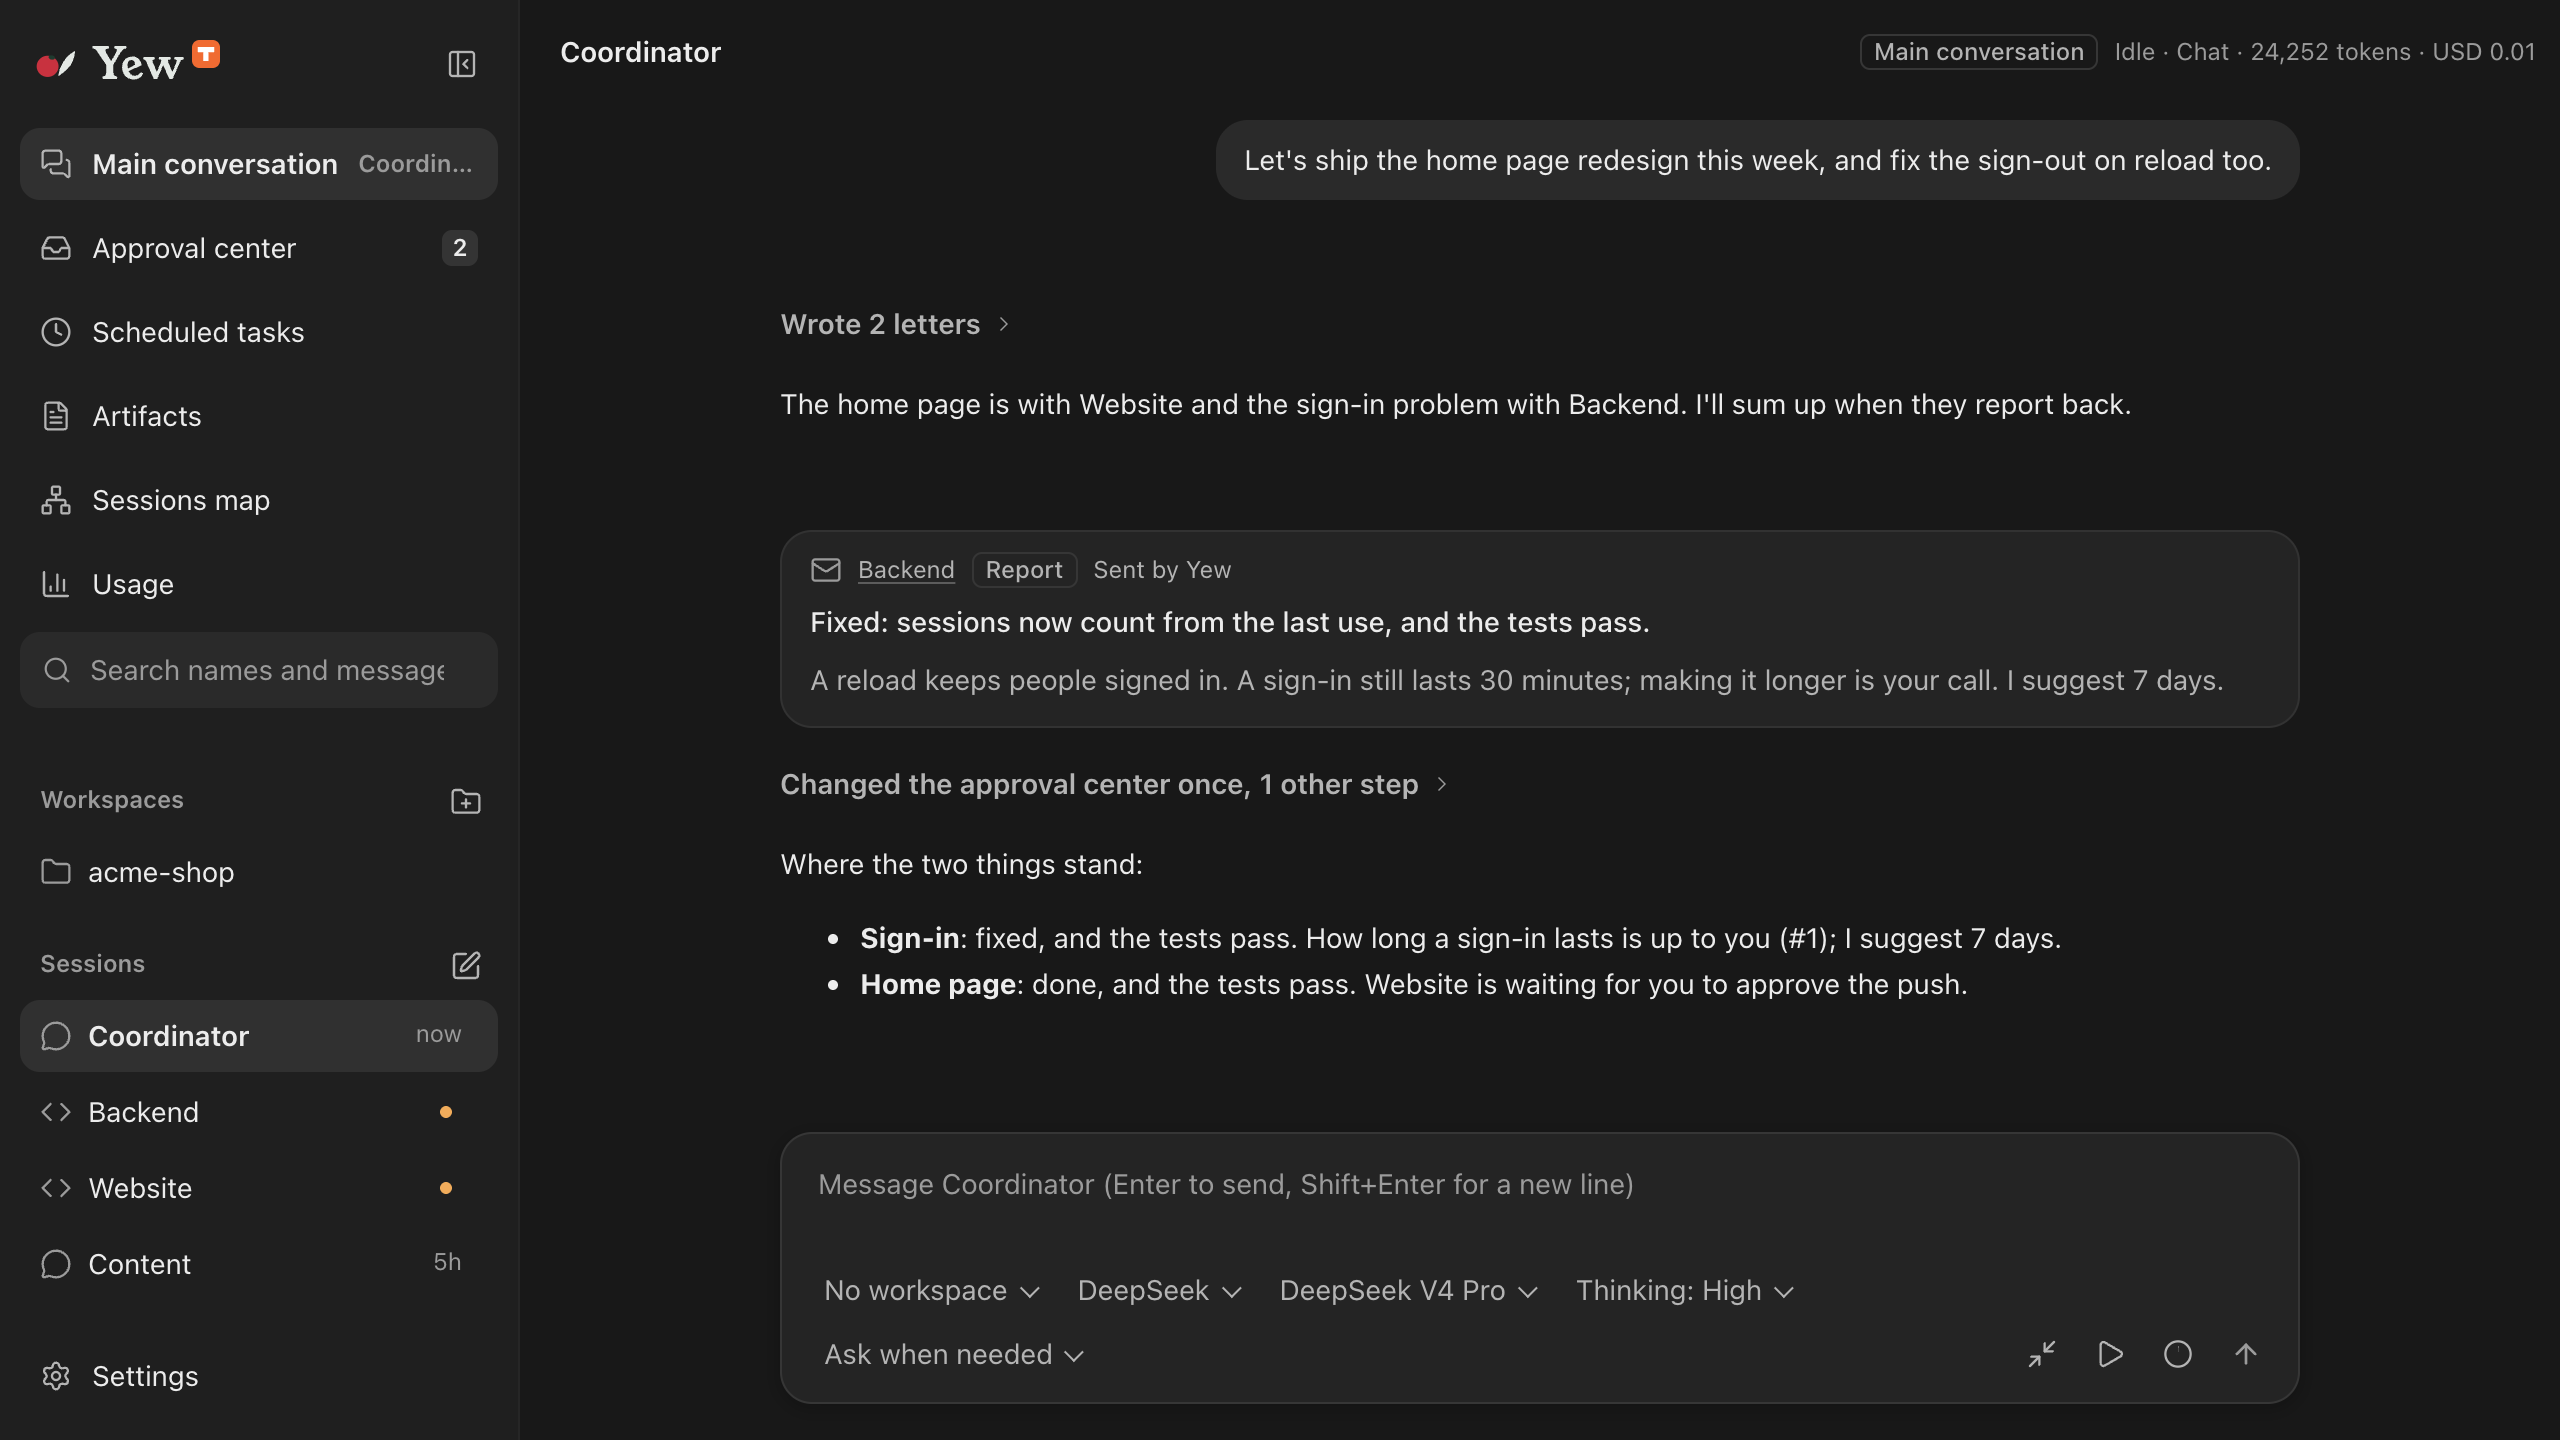 Yew T
Main conversation Coordin...
Approval center 2
Scheduled tasks
Artifacts
Sessions map
Usage
Search names and message
Workspaces
acme-shop
Sessions
Coordinator now
Backend
Website
Content 5h
Settings
Coordinator
Main conversation Idle · Chat · 24,252 tokens · USD 0.01
Let's ship the home page redesign this week, and fix the sign-out on reload too.
Wrote 2 letters
The home page is with Website and the sign-in problem with Backend. I'll sum up when they report back.
Backend Report Sent by Yew
Fixed: sessions now count from the last use, and the tests pass.
A reload keeps people signed in. A sign-in still lasts 30 minutes; making it longer is your call. I suggest 7 days.
Changed the approval center once, 1 other step
Where the two things stand:
Sign-in: fixed, and the tests pass. How long a sign-in lasts is up to you (#1); I suggest 7 days.
Home page: done, and the tests pass. Website is waiting for you to approve the push.
Message Coordinator (Enter to send, Shift+Enter for a new line)
No workspace DeepSeek DeepSeek V4 Pro Thinking: High
Ask when needed